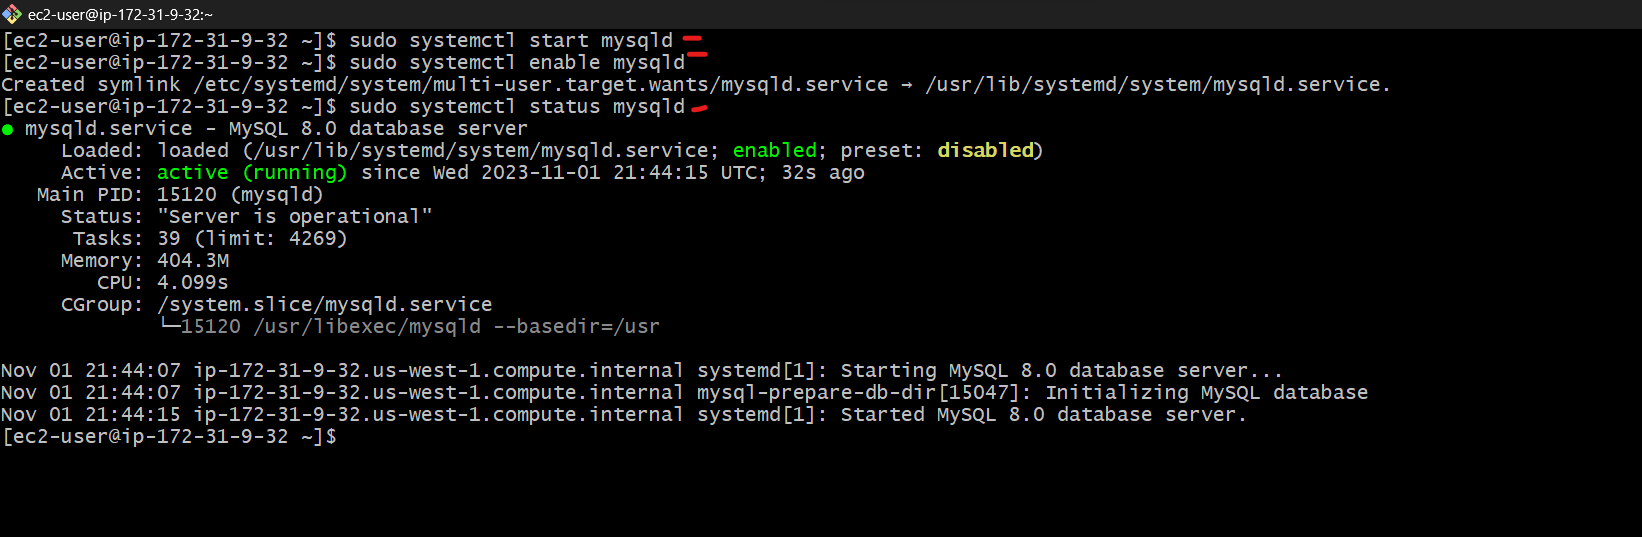 ec2-user@ip-172-31-9-32:~
[ec2-user@ip-172-31-9-32 ~]$ sudo systemctl start mysqld
[ec2-user@ip-172-31-9-32 ~]$ sudo systemctl enable mysqld
Created symlink /etc/systemd/system/multi-user.target.wants/mysqld.service → /usr/lib/systemd/system/mysqld.service.
[ec2-user@ip-172-31-9-32 ~]$ sudo systemctl status mysqld
● mysqld.service - MySQL 8.0 database server
     Loaded: loaded (/usr/lib/systemd/system/mysqld.service; enabled; preset: disabled)
     Active: active (running) since Wed 2023-11-01 21:44:15 UTC; 32s ago
   Main PID: 15120 (mysqld)
     Status: "Server is operational"
      Tasks: 39 (limit: 4269)
     Memory: 404.3M
        CPU: 4.099s
     CGroup: /system.slice/mysqld.service
             └─15120 /usr/libexec/mysqld --basedir=/usr
Nov 01 21:44:07 ip-172-31-9-32.us-west-1.compute.internal systemd[1]: Starting MySQL 8.0 database server...
Nov 01 21:44:07 ip-172-31-9-32.us-west-1.compute.internal mysql-prepare-db-dir[15047]: Initializing MySQL database
Nov 01 21:44:15 ip-172-31-9-32.us-west-1.compute.internal systemd[1]: Started MySQL 8.0 database server.
[ec2-user@ip-172-31-9-32 ~]$